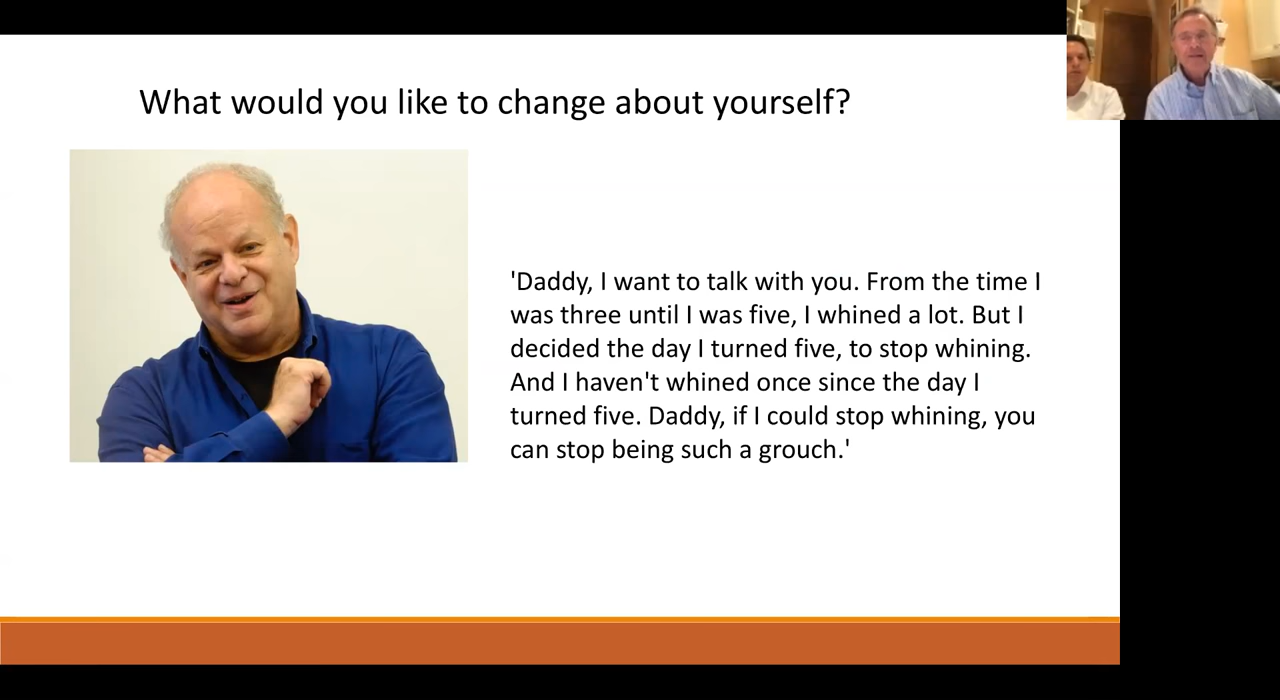 What would you like to change about yourself?
'Daddy, I want to talk with you. From the time I
was three until I was five, I whined a lot. But I
decided the day I turned five, to stop whining.
And I haven't whined once since the day I
turned five. Daddy, if I could stop whining, you
can stop being such a grouch.'